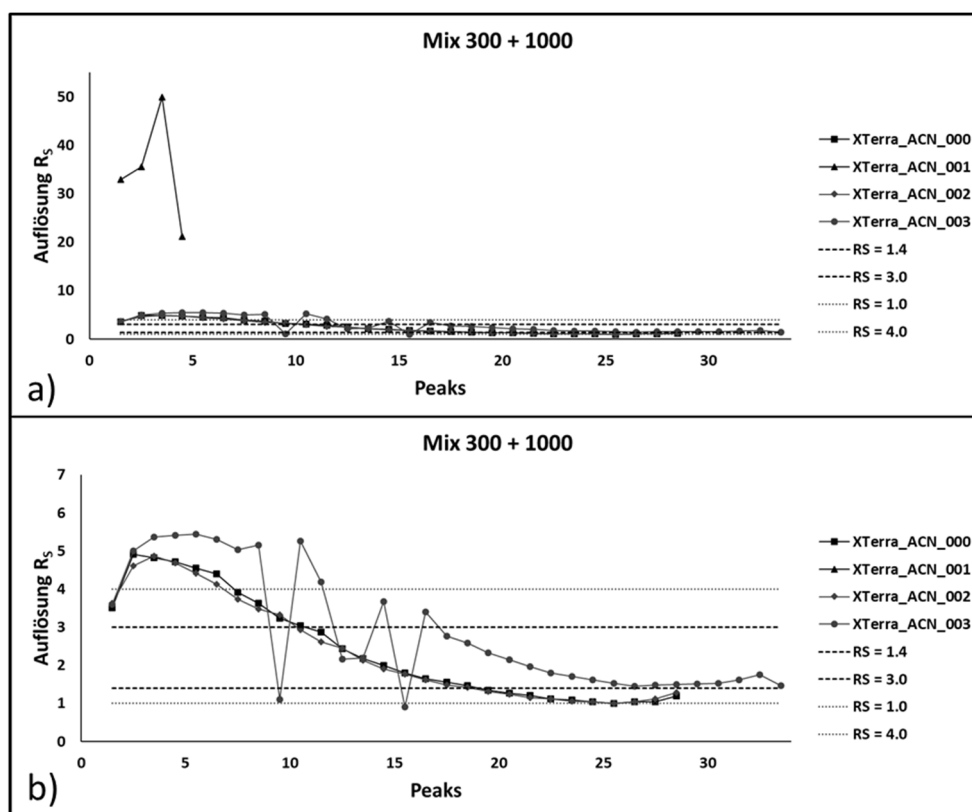 Mix 300 + 1000
Auflösung RS
50
40
30
20
10
0
0 5 10 15 20 25 30
Peaks
XTerra_ACN_000
XTerra_ACN_001
XTerra_ACN_002
XTerra_ACN_003
RS = 1.4
RS = 3.0
RS = 1.0
RS = 4.0
a)
Mix 300 + 1000
Auflösung RS
7
6
5
4
3
2
1
0
0 5 10 15 20 25 30
Peaks
XTerra_ACN_000
XTerra_ACN_001
XTerra_ACN_002
XTerra_ACN_003
RS = 1.4
RS = 3.0
RS = 1.0
RS = 4.0
b)